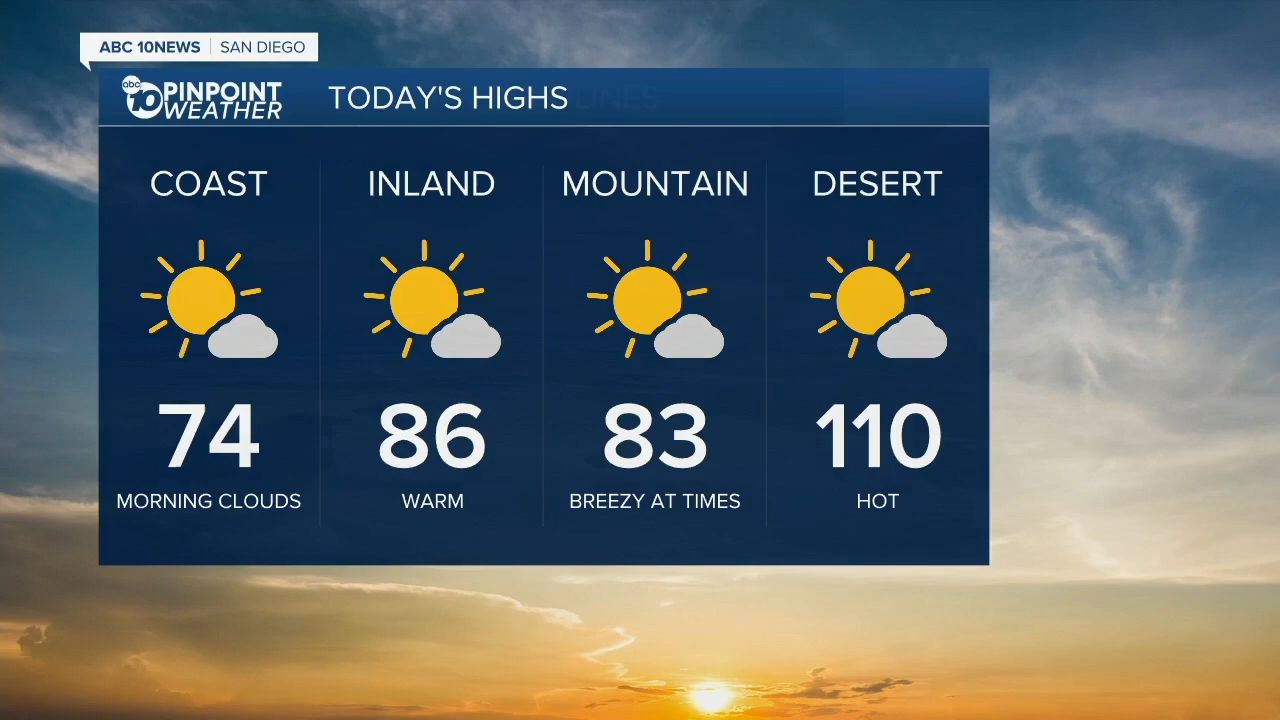 ABC 10NEWS | SAN DIEGO
abc 10 PINPOINT
WEATHER
TODAY'S HIGHS
COAST
INLAND
MOUNTAIN
DESERT
74
86
83
110
MORNING CLOUDS
WARM
BREEZY AT TIMES
HOT